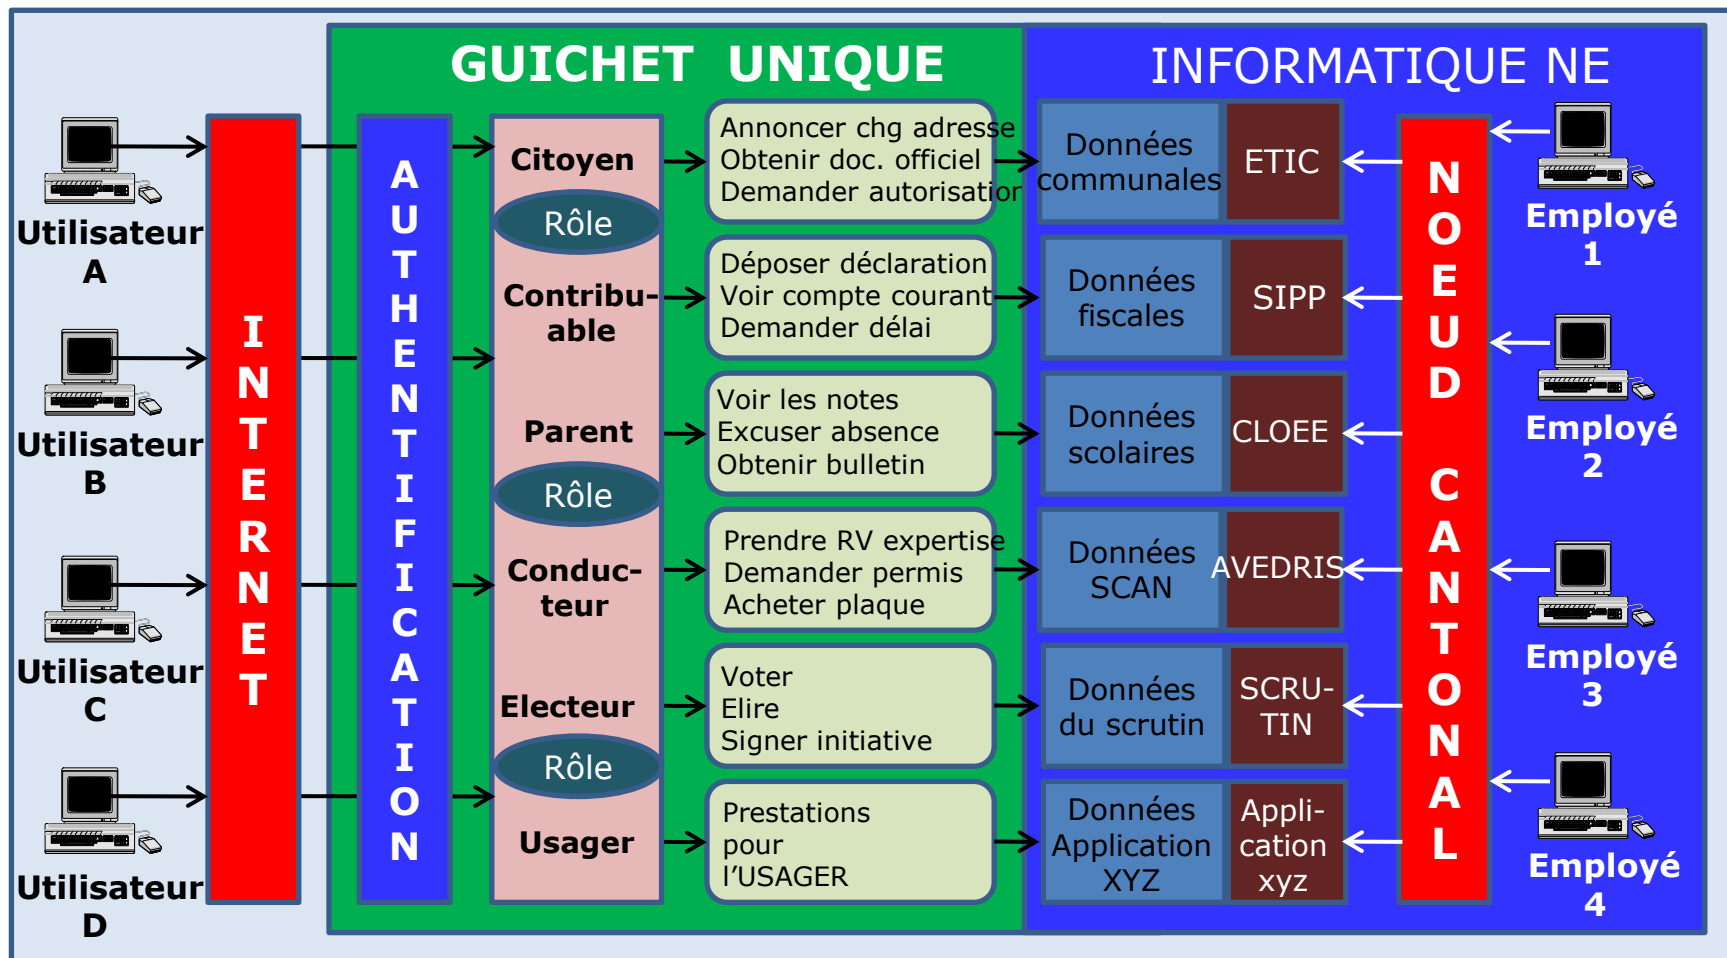 GUICHET UNIQUE
INFORMATIQUE NE
Utilisateur
A
Utilisateur
B
Utilisateur
C
Utilisateur
D
INTERNET
AUTHENTIFICATION
Citoyen
Rôle
Contribu-
able
Parent
Rôle
Conduc-
teur
Electeur
Rôle
Usager
Annoncer chg adresse
Obtenir doc. officiel
Demander autorisation
Déposer déclaration
Voir compte courant
Demander délai
Voir les notes
Excuser absence
Obtenir bulletin
Prendre RV expertise
Demander permis
Acheter plaque
Voter
Elire
Signer initiative
Prestations
pour
l'USAGER
Données
communales
ETIC
Données
fiscales
SIPP
Données
scolaires
CLOEE
Données
SCAN
AVEDRIS
Données
du scrutin
SCRU-
TIN
Données
Application
XYZ
Appli-
cation
xyz
NOEUD CANTONAL
Employé
1
Employé
2
Employé
3
Employé
4